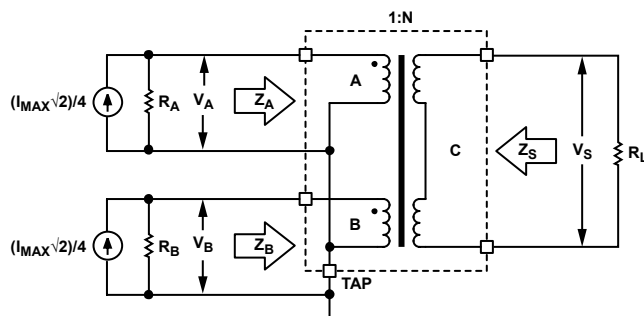 1:N
A
(I_MAX√2)/4
R_A
V_A
Z_A
C
Z_S
V_S
R_L
B
(I_MAX√2)/4
R_B
V_B
Z_B
TAP